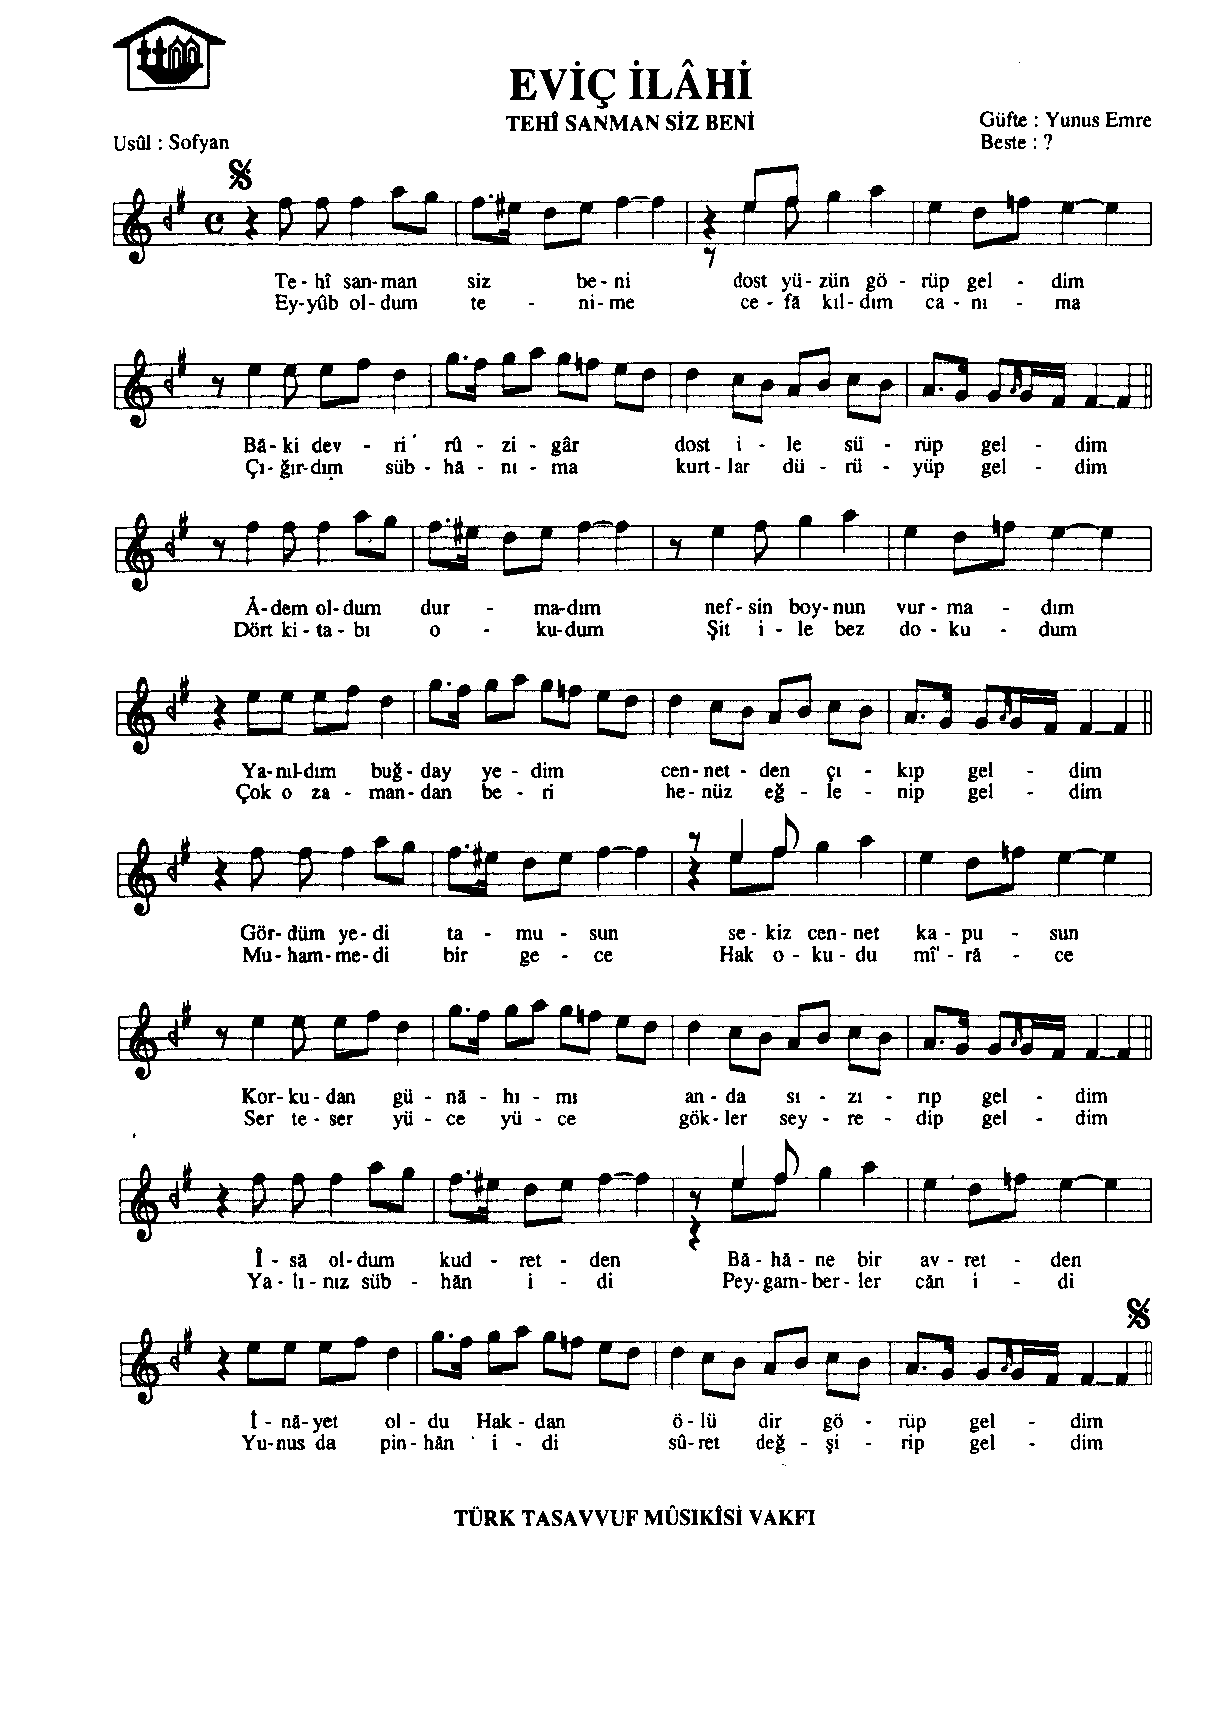 EVİÇ İLÂHİ
TEHÎ SANMAN SİZ BENİ
Güfte : Yunus Emre
Usûl : Sofyan
Beste : ?
Te - hî san-man siz be - ni dost yü - zün gö - rüp gel - dim
Ey-yûb ol - dum te - ni - me ce - fâ kıl - dım ca - nı - ma
Bâ - ki dev - ri rû - zi - gâr dost i - le sü - rüp gel - dim
Çı - ğır-dım süb - hâ - nı - ma kurt - lar dü - rü - yüp gel - dim
Â-dem ol-dum dur - ma-dım nef - sin boy-nun vur - ma - dım
Dört ki - ta - bı o - ku-dum Şit i - le bez do - ku - dum
Ya-nıl-dım buğ - day ye - dim cen - net - den çı - kıp gel - dim
Çok o za - man - dan be - ri he - nüz eğ - le - nip gel - dim
Gör- düm ye - di ta - mu - sun se - kiz cen - net ka - pu - sun
Mu - ham - me - di bir ge - ce Hak o - ku - du mî' - râ - ce
Kor - ku - dan gü - nâ - hı - mı an - da sı - zı - rıp gel - dim
Ser te - ser yü - ce yü - ce gök - ler sey - re - dip gel - dim
Î - sâ ol - dum kud - ret - den Bâ - hâ - ne bir av - ret - den
Ya - lı - nız süb - hân i - di Pey-gam-ber - ler cân i - di
İ - nâ-yet ol - du Hak - dan ö - lü dir gö - rüp gel - dim
Yu-nus da pin - hân i - di sû - ret değ - şi - rip gel - dim
TÜRK TASAVVUF MÛSIKÎSİ VAKFI